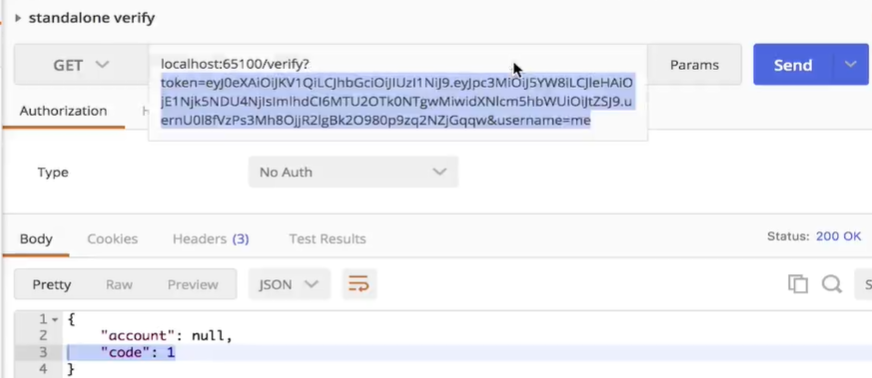 standalone verify
GET
localhost:65100/verify?
token=eyJ0eXAiOiJKV1QiLCJhbGciOiJIUzI1NiJ9.eyJpc3MiOiJ5YW8iLCJleHAiO
jE1Njk5NDU4NjIsImlhdCI6MTU2OTk0NTgwMiwidXNlcm5hbWUiOiJtZSJ9.u
ernU0l8fVzPs3Mh8OjjR2lgBk2O980p9zq2NZjGqqw&username=me
Params
Send
Authorization
H
Type
No Auth
Body
Cookies
Headers (3)
Test Results
Status: 200 OK
Pretty
Raw
Preview
JSON
S
1
{
2
"account": null,
3
"code": 1
4
}